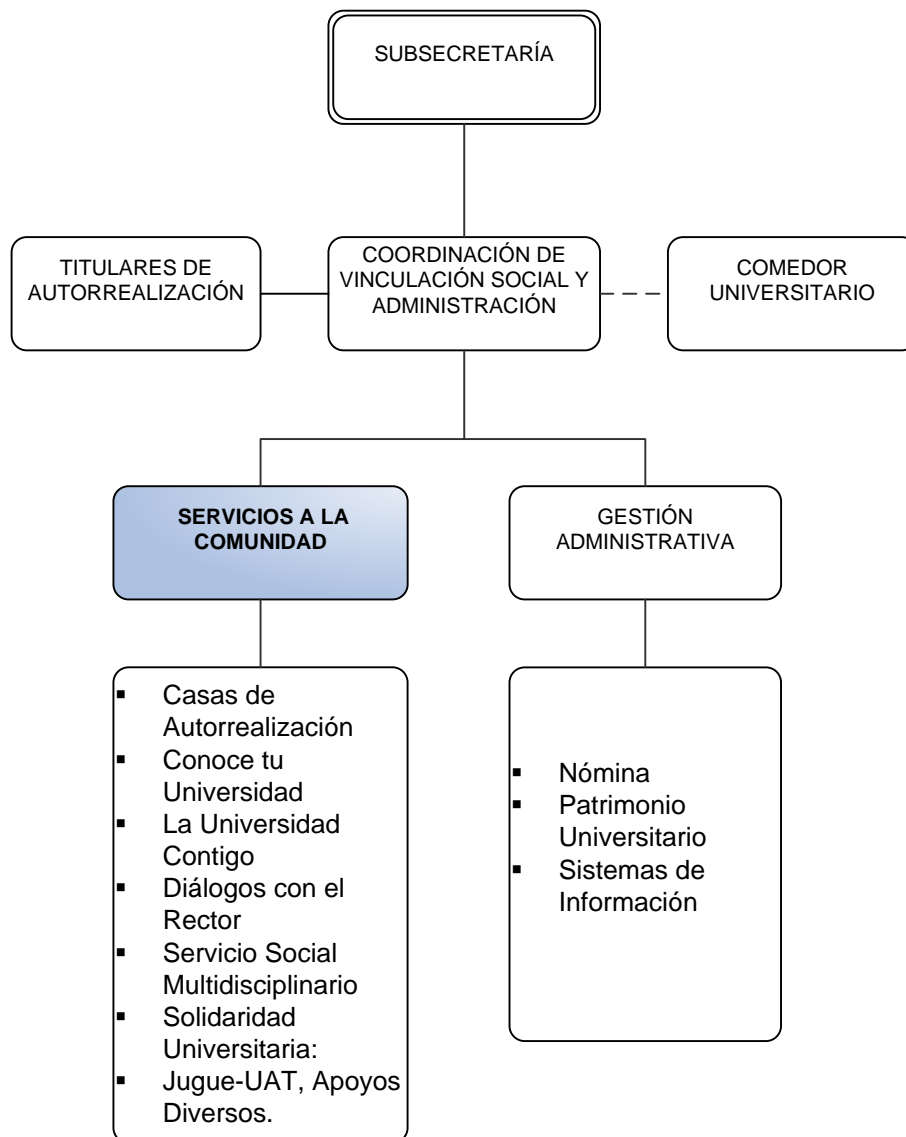 SUBSECRETARÍA
TITULARES DE
AUTORREALIZACIÓN
COORDINACIÓN DE
VINCULACIÓN SOCIAL Y
ADMINISTRACIÓN
COMEDOR
UNIVERSITARIO
SERVICIOS A LA
COMUNIDAD
GESTIÓN
ADMINISTRATIVA
▪ Casas de
Autorrealización
▪ Conoce tu
Universidad
▪ La Universidad
Contigo
▪ Diálogos con el
Rector
▪ Servicio Social
Multidisciplinario
▪ Solidaridad
Universitaria:
▪ Jugue-UAT, Apoyos
Diversos.
▪ Nómina
▪ Patrimonio
Universitario
▪ Sistemas de
Información